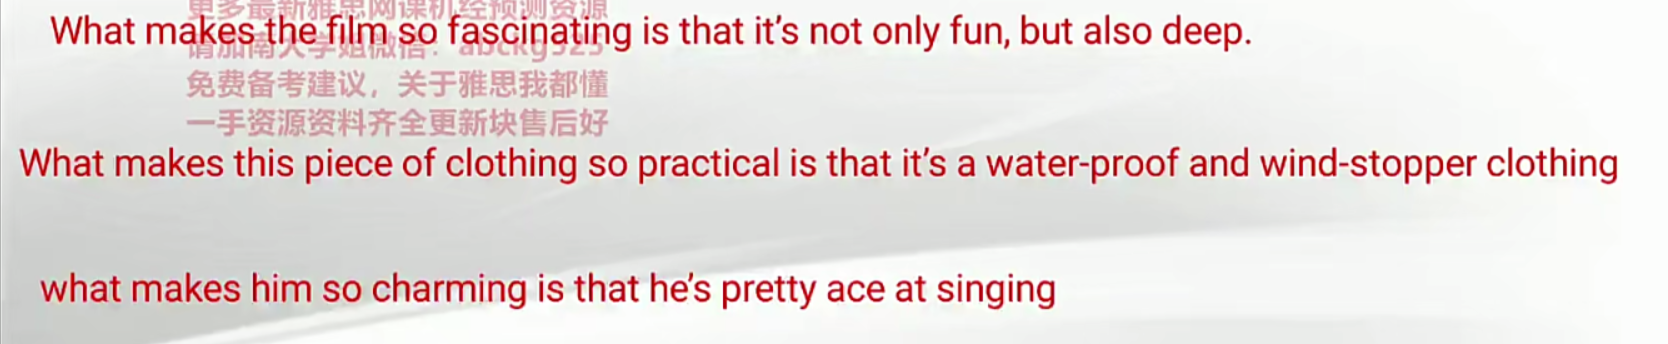 更多最新雅思网课机经预测资源
What makes the film so fascinating is that it's not only fun, but also deep.
请加南大学姐微信：abckg525
免费备考建议，关于雅思我都懂
一手资源资料齐全更新块售后好
What makes this piece of clothing so practical is that it's a water-proof and wind-stopper clothing
what makes him so charming is that he's pretty ace at singing